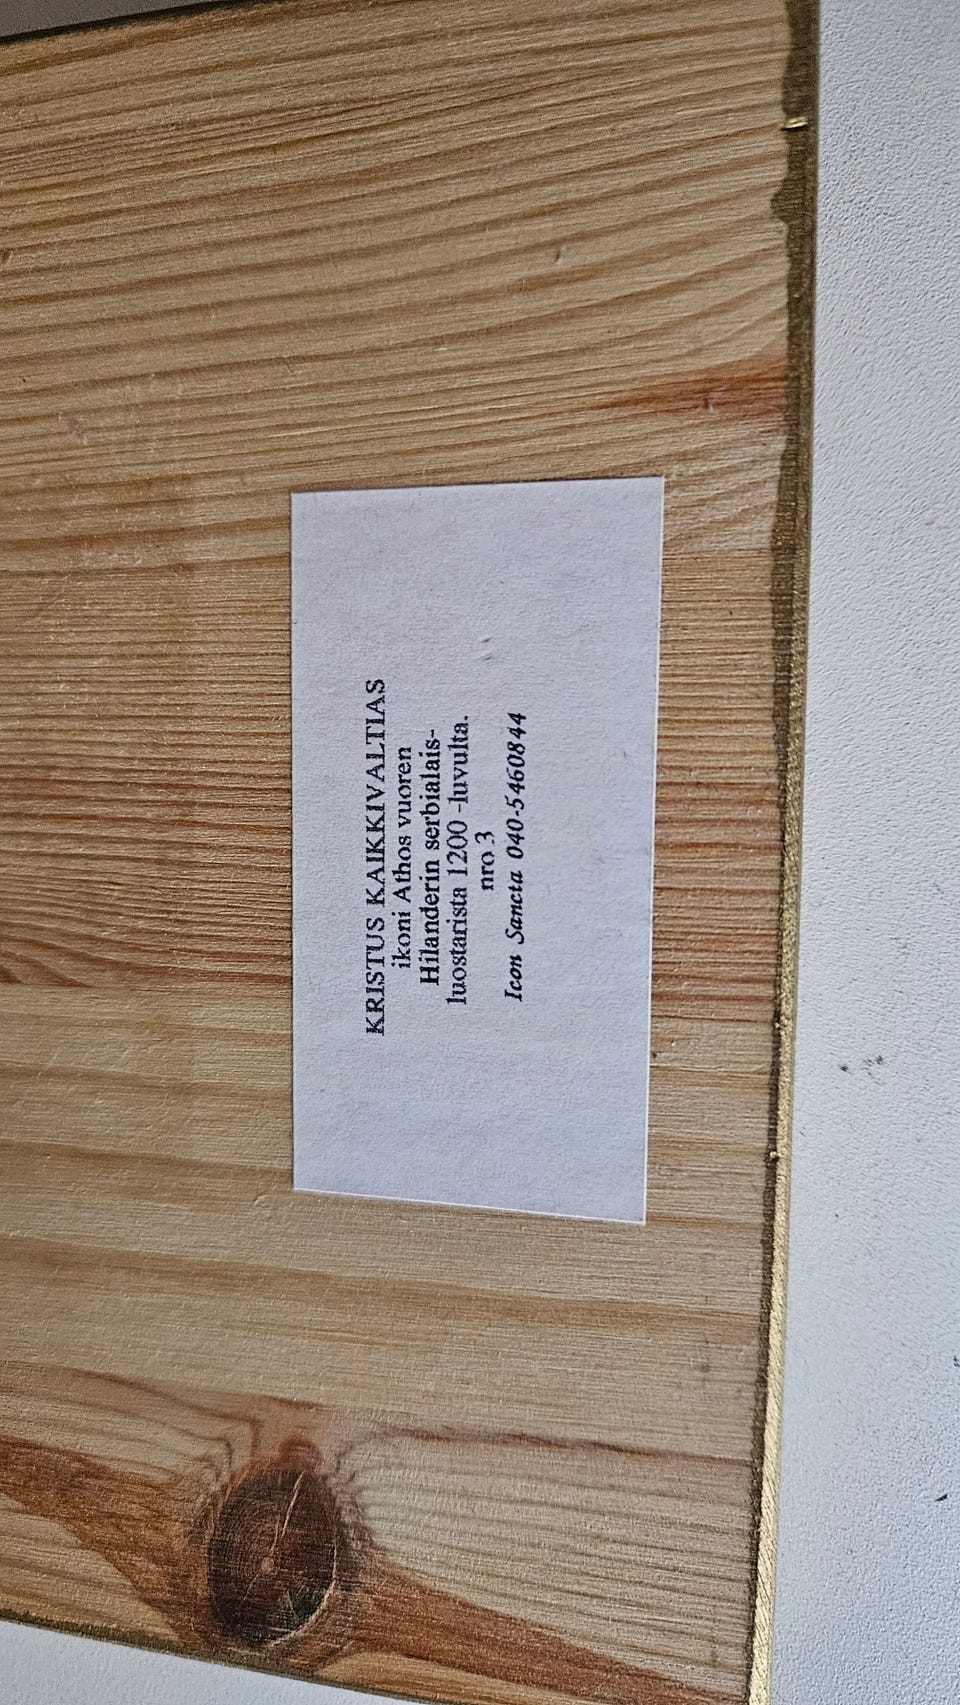 KRISTUS KAIKKIVALTIAS
ikoni Athos vuoren
Hilanderin serbialais-
luostarista 1200 -luvulta.
nro 3
Icon Sancta 040-5460844